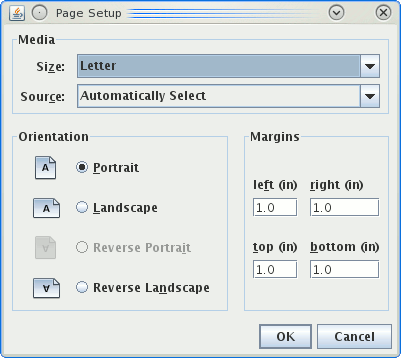 Page Setup
Media
Size: Letter
Source: Automatically Select
Orientation
A Portrait
A Landscape
A Reverse Portrait
A Reverse Landscape
Margins
left (in) right (in)
1.0 1.0
top (in) bottom (in)
1.0 1.0
OK Cancel